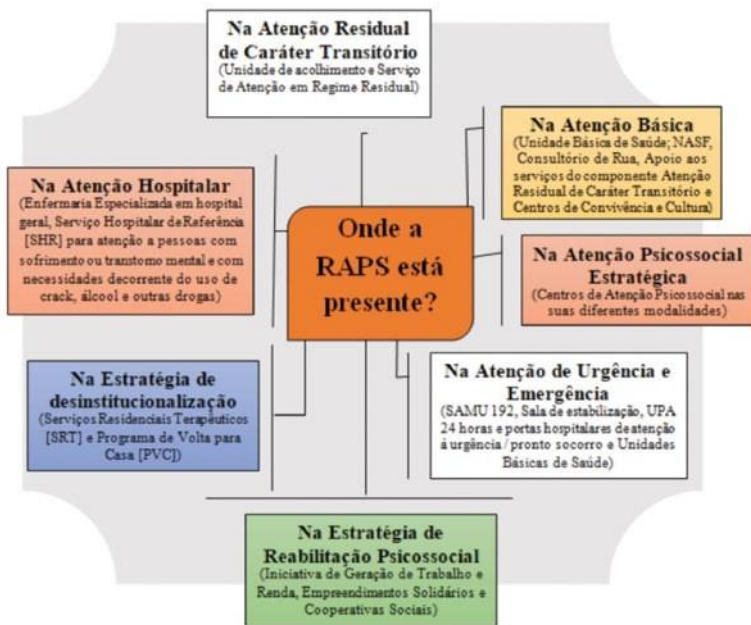 Na Atenção Residual
de Caráter Transitório
(Unidade de acolhimento e Serviço
de Atenção em Regime Residual)
Na Atenção Básica
(Unidade Básica de Saúde; NASF,
Consultório de Rua, Apoio aos
serviços do componente Atenção
Residual de Caráter Transitório e
Centros de Convivência e Cultura)
Na Atenção Hospitalar
(Enfermaria Especializada em hospital
geral, Serviço Hospitalar de Referência
[SHR] para atenção a pessoas com
sofrimento ou transtorno mental e com
necessidades decorrente do uso de
crack, álcool e outras drogas)
Onde a
RAPS está
presente?
Na Atenção Psicossocial
Estratégica
(Centros de Atenção Psicossocial nas
suas diferentes modalidades)
Na Estratégia de
desinstitucionalização
(Serviços Residenciais Terapêuticos
[SRT] e Programa de Volta para
Casa [PVC])
Na Atenção de Urgência e
Emergência
(SAMU 192, Sala de estabilização, UPA
24 horas e portas hospitalares de atenção
à urgência / pronto socorro e Unidades
Básicas de Saúde)
Na Estratégia de
Reabilitação Psicossocial
(Iniciativa de Geração de Trabalho e
Renda, Empreendimentos Solidários e
Cooperativas Sociais)